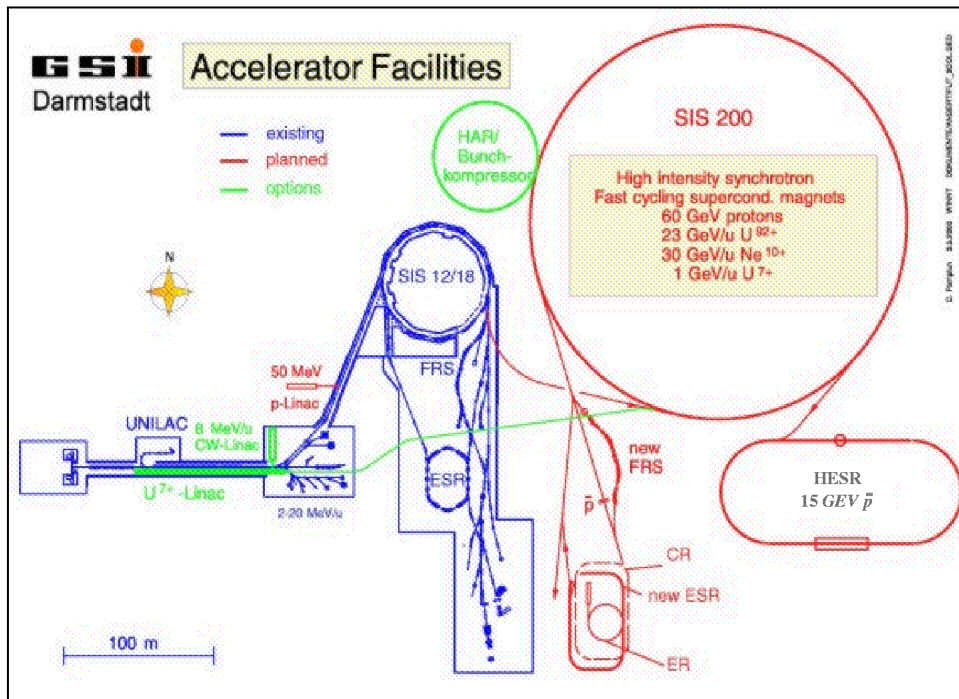 GSI
Darmstadt
Accelerator Facilities
existing
planned
options
HAR/
Bunch-
kompressor
SIS 200
High intensity synchrotron
Fast cycling supercond. magnets
60 GeV protons
23 GeV/u U 92+
30 GeV/u Ne 10+
1 GeV/u U 7+
N
SIS 12/18
FRS
50 MeV
p-Linac
UNILAC
8 MeV/u
CW-Linac
U 7+ -Linac
2-20 MeV/u
ESR
new
FRS
p̄
HESR
15 GEV p̄
CR
new ESR
ER
100 m